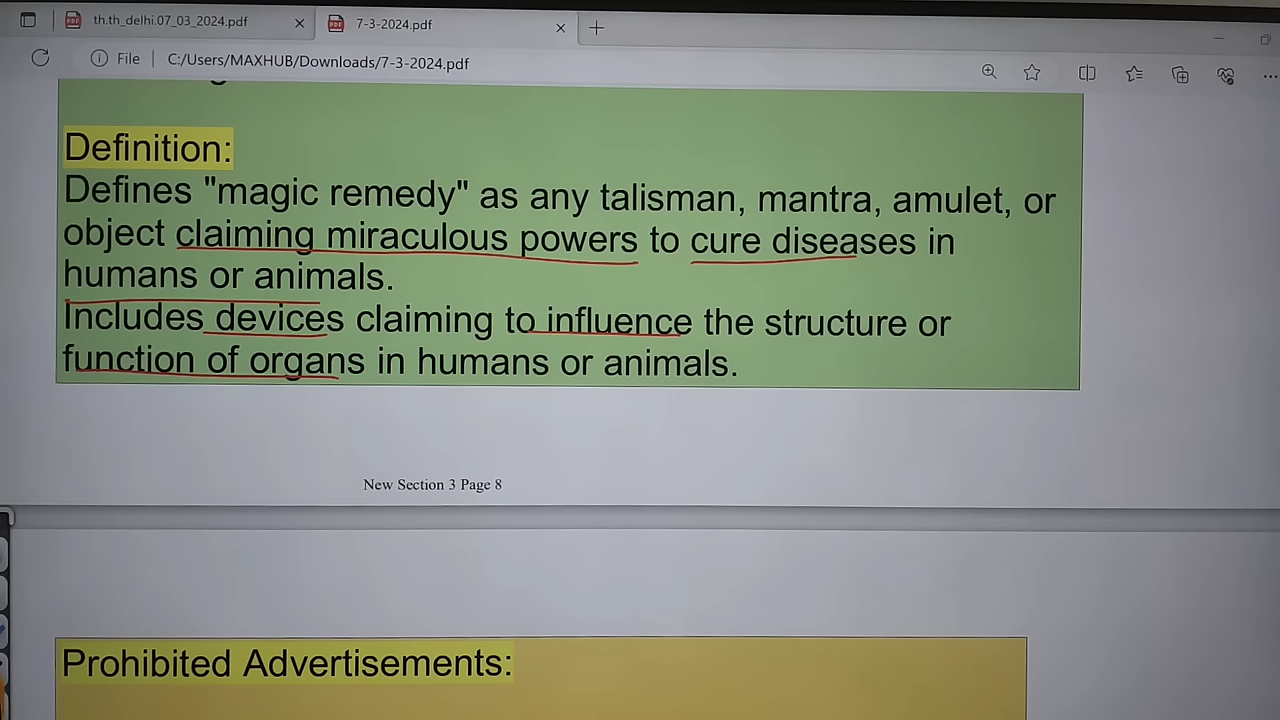 th.th_delhi.07_03_2024.pdf
7-3-2024.pdf
File
C:/Users/MAXHUB/Downloads/7-3-2024.pdf
Definition:
Defines "magic remedy" as any talisman, mantra, amulet, or
object claiming miraculous powers to cure diseases in
humans or animals.
Includes devices claiming to influence the structure or
function of organs in humans or animals.
New Section 3 Page 8
Prohibited Advertisements: